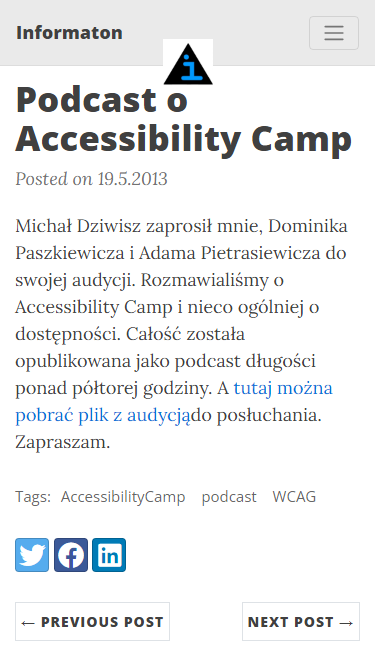 Informaton
i
Podcast o
Accessibility Camp
Posted on 19.5.2013
Michał Dziwisz zaprosił mnie, Dominika
Paszkiewicza i Adama Pietrasiewicza do
swojej audycji. Rozmawialiśmy o
Accessibility Camp i nieco ogólniej o
dostępności. Całość została
opublikowana jako podcast długości
ponad półtorej godziny. A tutaj można
pobrać plik z audycjądo posłuchania.
Zapraszam.
Tags: AccessibilityCamp podcast WCAG
← PREVIOUS POST NEXT POST →